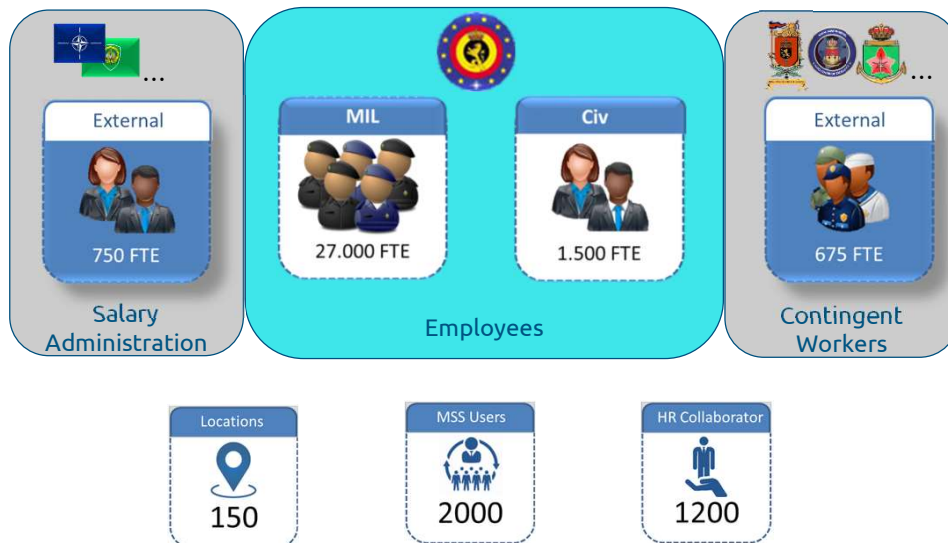 ...
...
External
MIL
Civ
External
750 FTE
27.000 FTE
1.500 FTE
675 FTE
Salary
Administration
Employees
Contingent
Workers
Locations
MSS Users
HR Collaborator
150
2000
1200